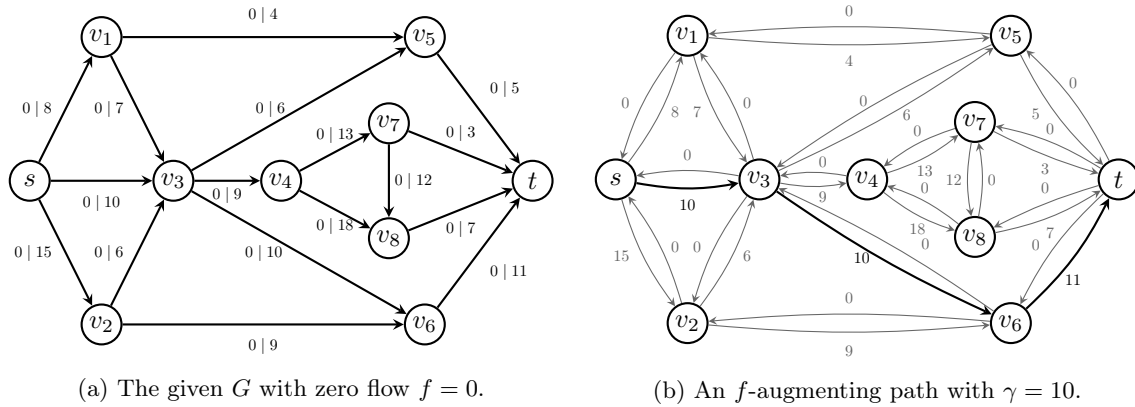 0 | 4
v1
v5
0 | 8
0 | 7
0 | 6
0 | 5
0 | 13
v7
0 | 3
s
v3
0 | 9
v4
0 | 12
t
0 | 10
0 | 18
v8
0 | 7
0 | 15
0 | 6
0 | 10
0 | 11
v2
v6
0 | 9
(a) The given G with zero flow f = 0.
0
v1
v5
4
0
8
7
0
0
6
5
0
v7
0
13
3
0
0
s
v3
0
9
v4
12
0
t
10
0
18
0
v8
0
7
15
0
0
6
10
0
11
v2
0
v6
9
(b) An f-augmenting path with γ = 10.